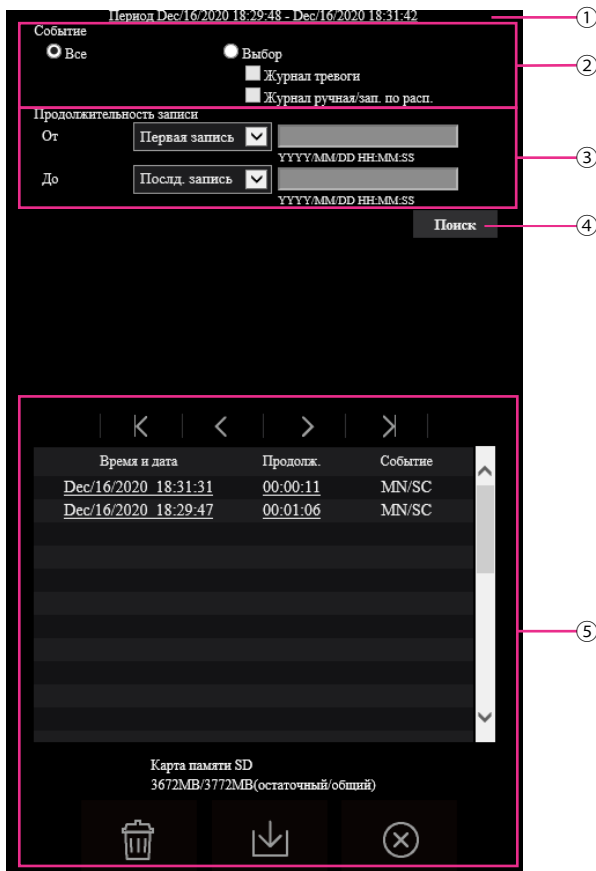 Период Dec/16/2020 18:29:48 - Dec/16/2020 18:31:42
①
Событие
Все
Выбор
②
Журнал тревоги
Журнал ручная/зап. по расп.
Продолжительность записи
От
Первая запись
③
YYYY/MM/DD HH:MM:SS
До
Послд. запись
YYYY/MM/DD HH:MM:SS
Поиск
④
Время и дата Продолж. Событие
Dec/16/2020 18:31:31 00:00:11 MN/SC
Dec/16/2020 18:29:47 00:01:06 MN/SC
⑤
Карта памяти SD
3672MB/3772MB(остаточный/общий)